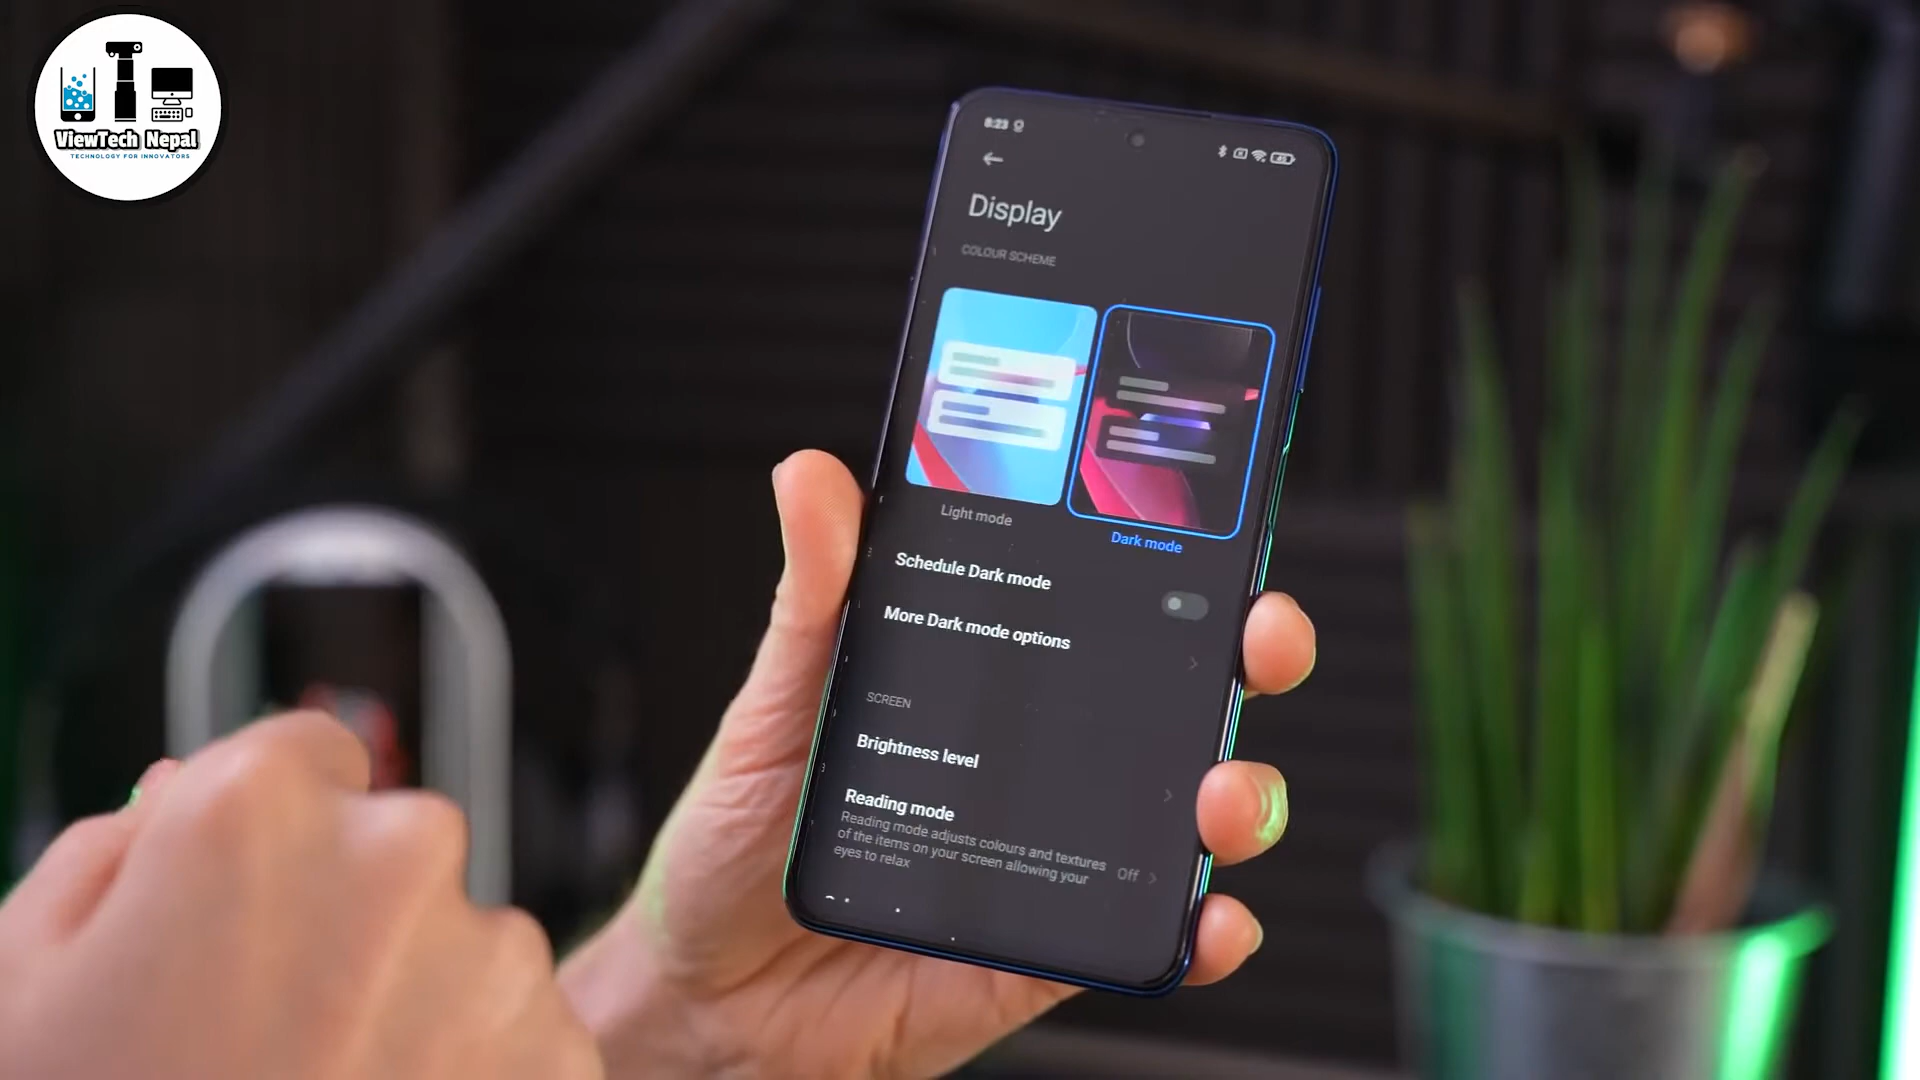 ViewTech Nepal
TECHNOLOGY FOR INNOVATORS
8:23
Display
COLOUR SCHEME
Light mode
Dark mode
Schedule Dark mode
More Dark mode options
SCREEN
Brightness level
Reading mode
Reading mode adjusts colours and textures
of the items on your screen allowing your
eyes to relax
Off